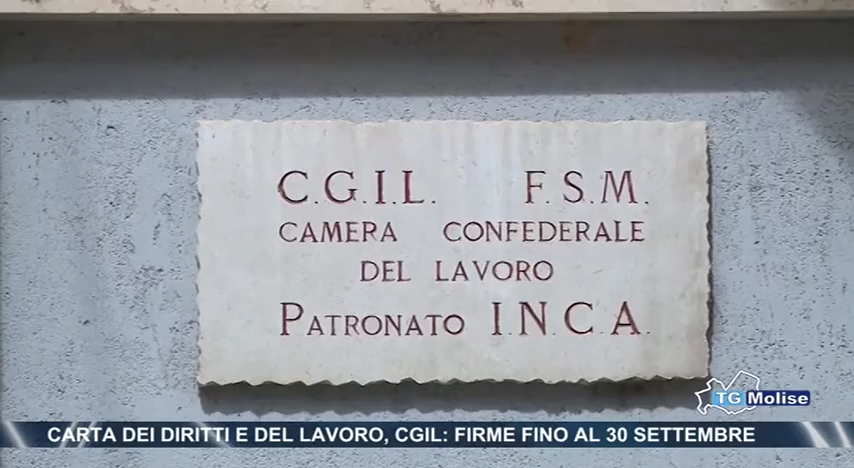 C.G.I.L. F.S.M.
CAMERA CONFEDERALE
DEL LAVORO
PATRONATO I.N.C.A.
TG Molise
CARTA DEI DIRITTI E DEL LAVORO, CGIL: FIRME FINO AL 30 SETTEMBRE